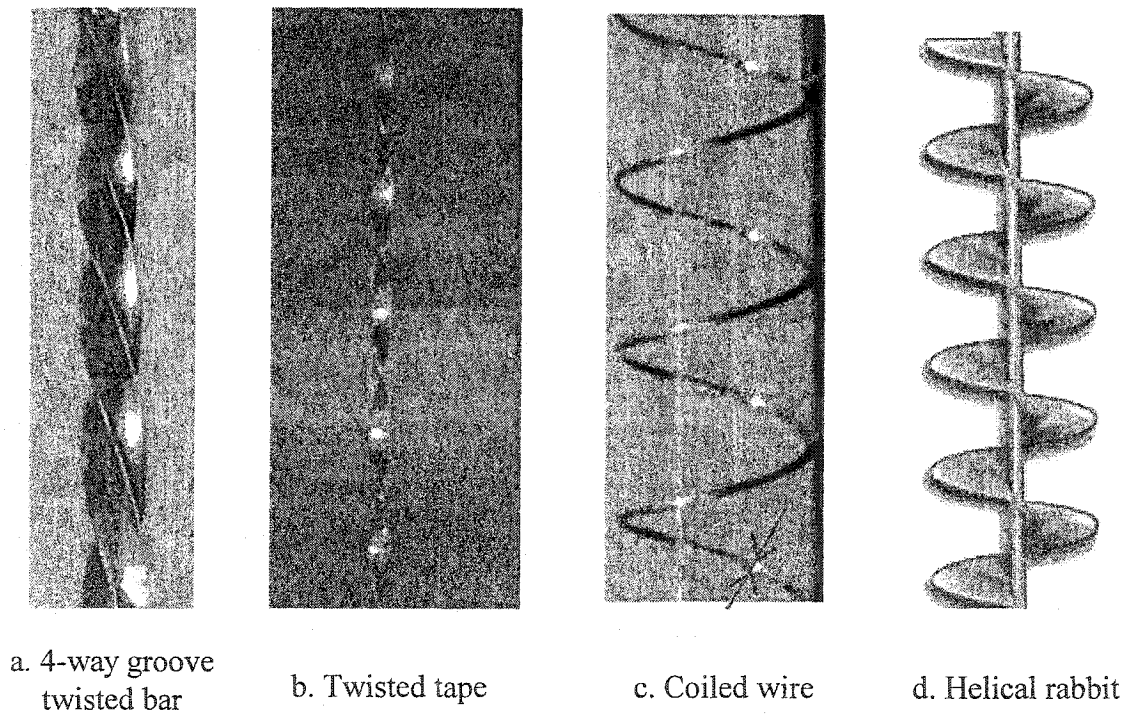 a. 4-way groove
twisted bar
b. Twisted tape
c. Coiled wire
d. Helical rabbit